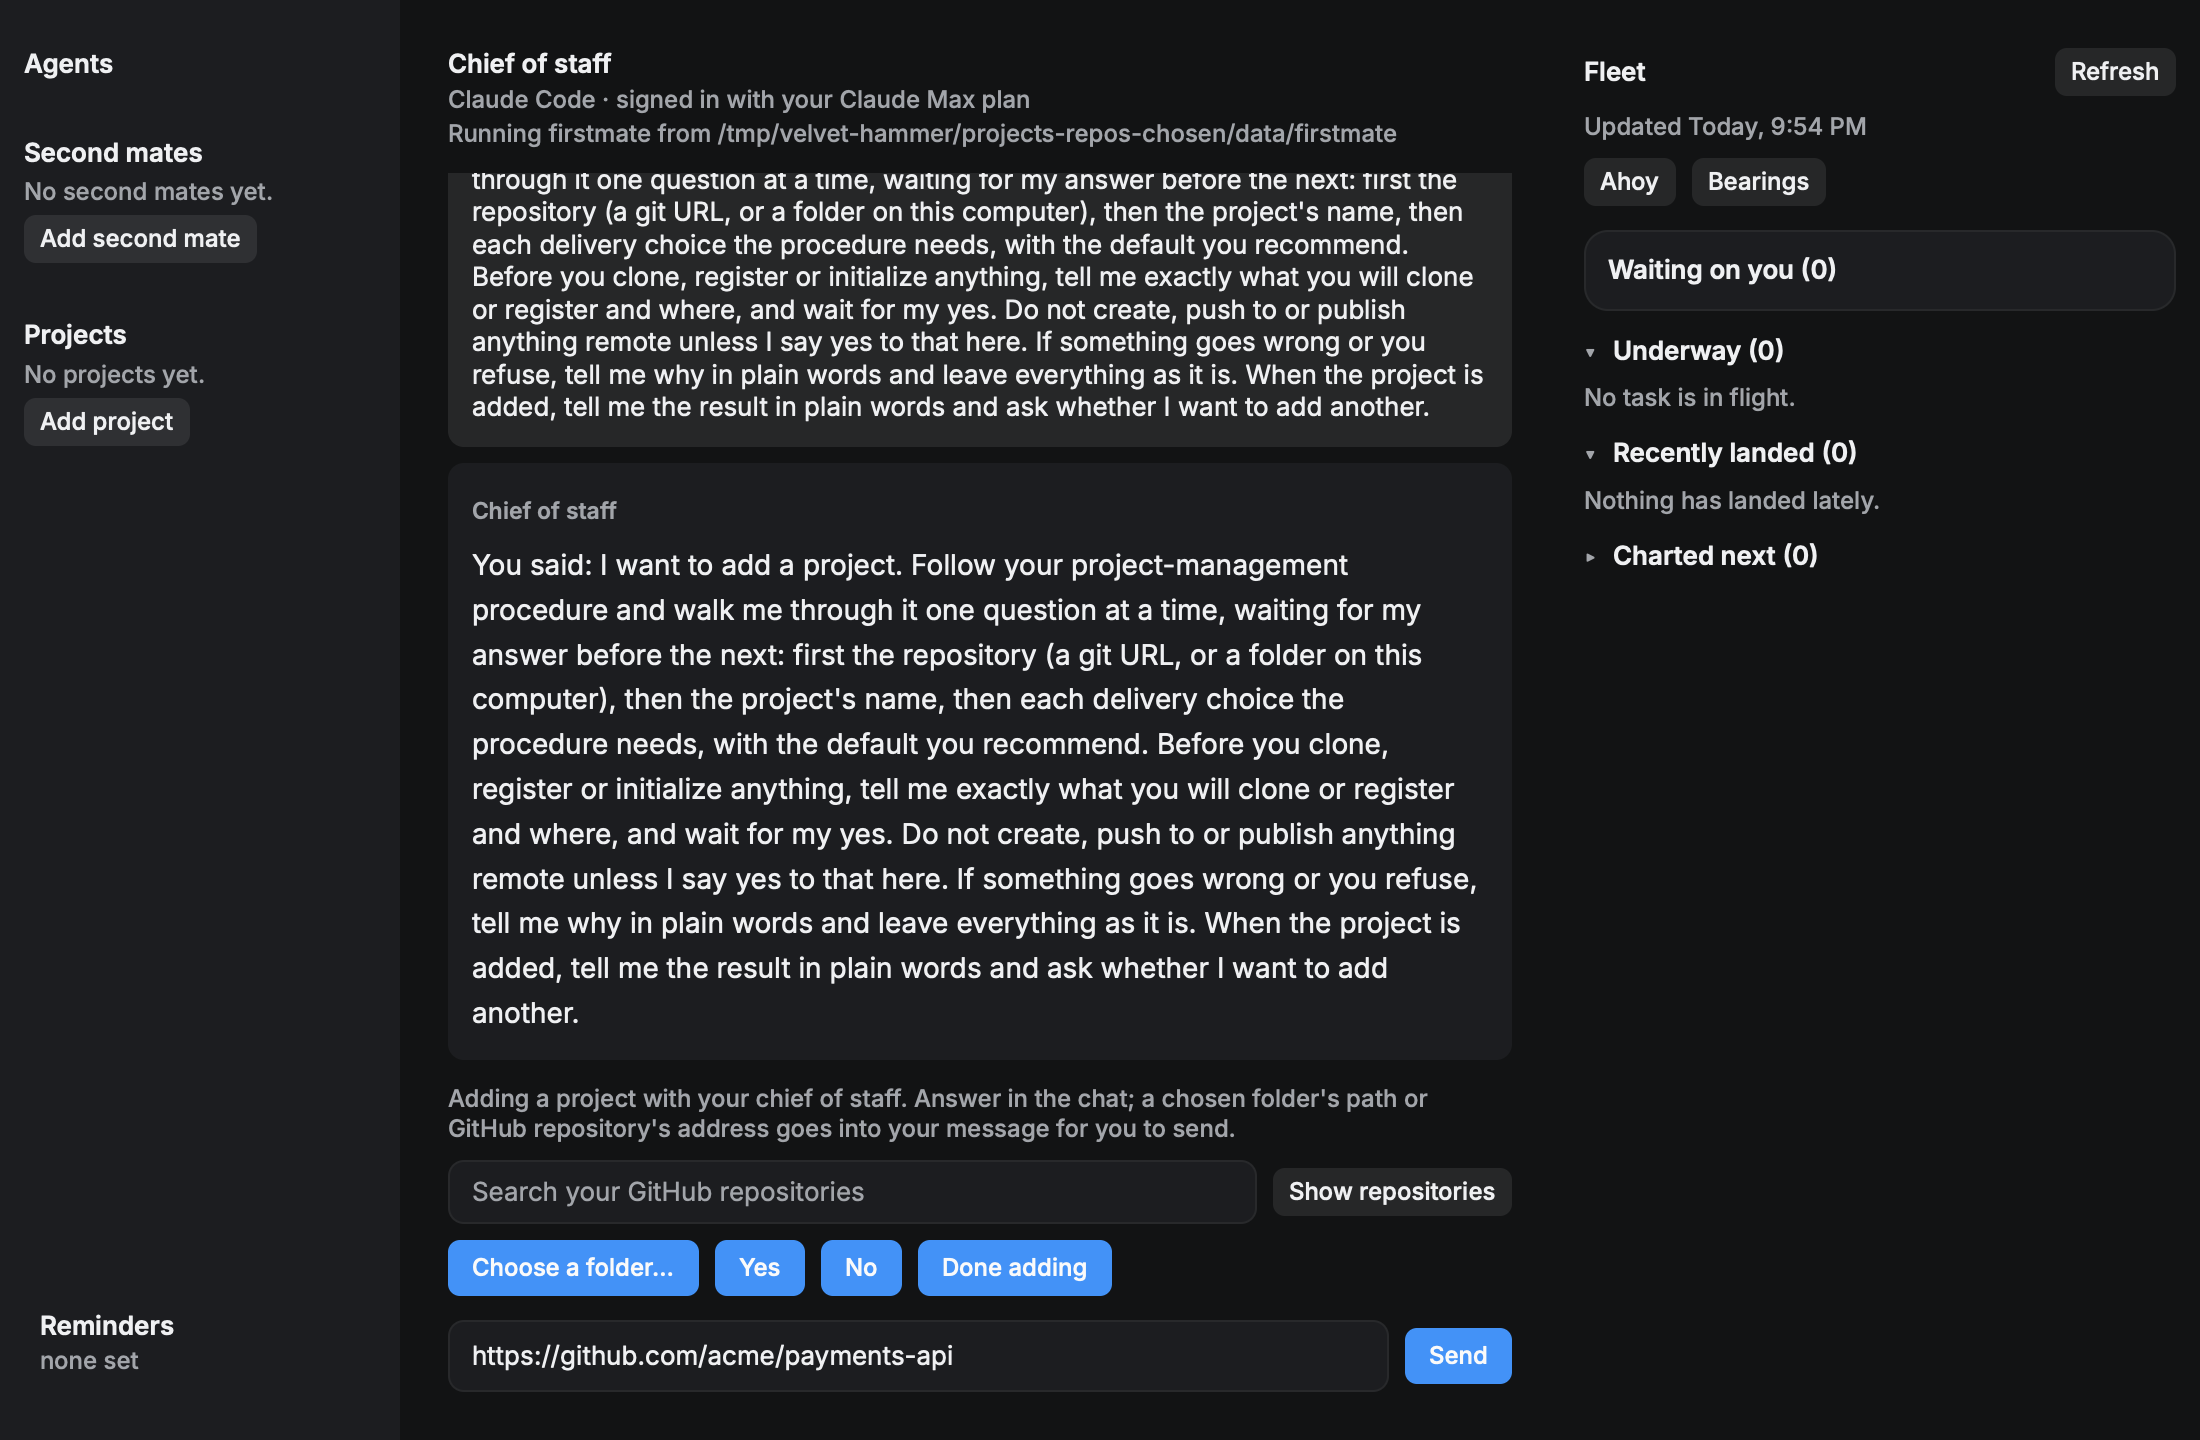 Agents
Second mates
No second mates yet.
Add second mate
Projects
No projects yet.
Add project
Reminders
none set
Chief of staff
Claude Code · signed in with your Claude Max plan
Running firstmate from /tmp/velvet-hammer/projects-repos-chosen/data/firstmate
through it one question at a time, waiting for my answer before the next: first the
repository (a git URL, or a folder on this computer), then the project's name, then
each delivery choice the procedure needs, with the default you recommend.
Before you clone, register or initialize anything, tell me exactly what you will clone
or register and where, and wait for my yes. Do not create, push to or publish
anything remote unless I say yes to that here. If something goes wrong or you
refuse, tell me why in plain words and leave everything as it is. When the project is
added, tell me the result in plain words and ask whether I want to add another.
Chief of staff
You said: I want to add a project. Follow your project-management
procedure and walk me through it one question at a time, waiting for my
answer before the next: first the repository (a git URL, or a folder on this
computer), then the project's name, then each delivery choice the
procedure needs, with the default you recommend. Before you clone,
register or initialize anything, tell me exactly what you will clone or register
and where, and wait for my yes. Do not create, push to or publish anything
remote unless I say yes to that here. If something goes wrong or you refuse,
tell me why in plain words and leave everything as it is. When the project is
added, tell me the result in plain words and ask whether I want to add
another.
Adding a project with your chief of staff. Answer in the chat; a chosen folder's path or
GitHub repository's address goes into your message for you to send.
Search your GitHub repositories
Show repositories
Choose a folder...
Yes
No
Done adding
https://github.com/acme/payments-api
Send
Fleet
Refresh
Updated Today, 9:54 PM
Ahoy
Bearings
Waiting on you (0)
Underway (0)
No task is in flight.
Recently landed (0)
Nothing has landed lately.
Charted next (0)